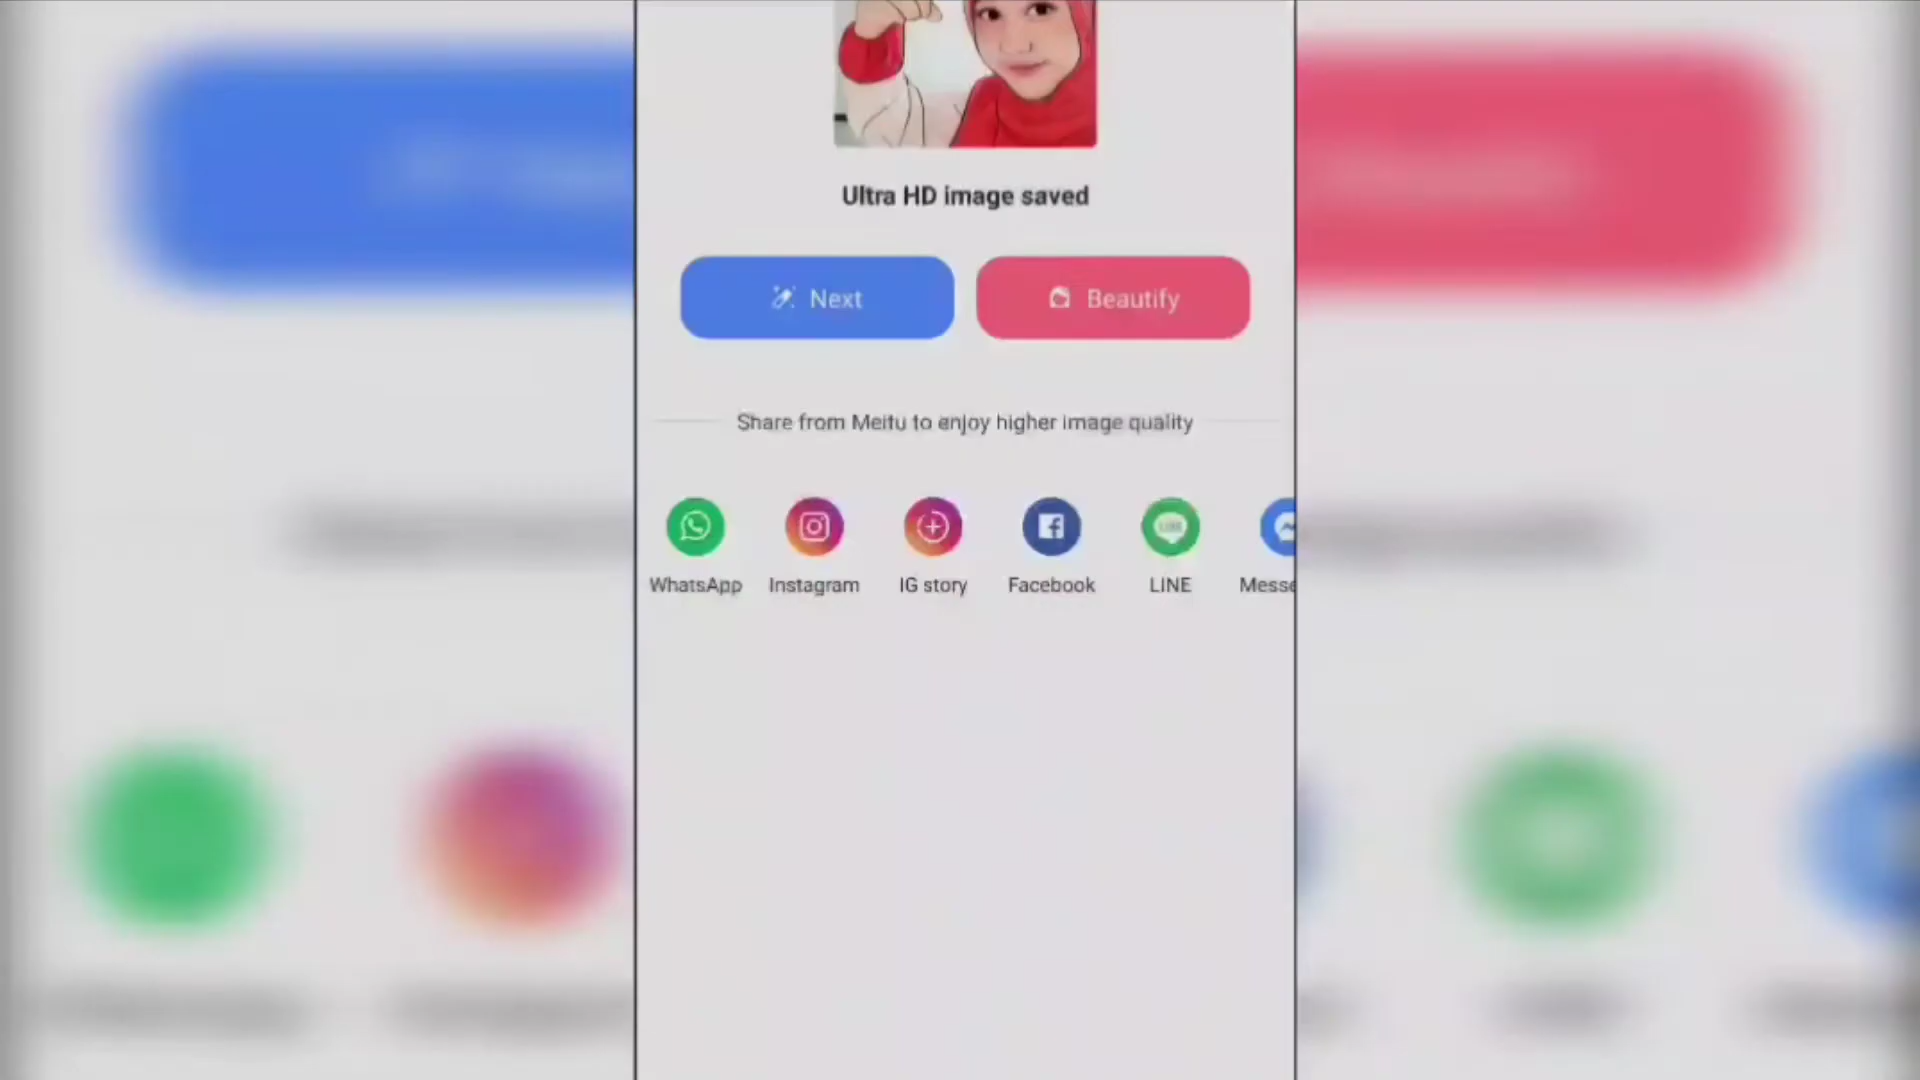 Ultra HD image saved
Next
Beautify
Share from Meitu to enjoy higher image quality
WhatsApp
Instagram
IG story
Facebook
LINE
Messe